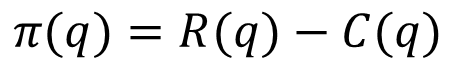 π(q) = R(q) − C(q)